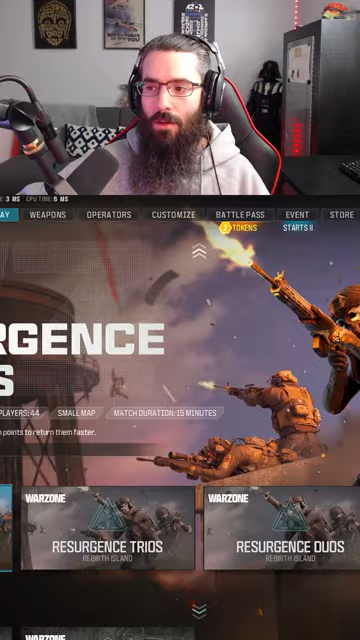 3 MS CPU TIME: 6 MS
AY WEAPONS OPERATORS CUSTOMIZE BATTLE PASS EVENT STORE
2 TOKENS STARTS I
RGENCE
S
PLAYERS: 44 SMALL MAP MATCH DURATION: 15 MINUTES
points to return them faster.
WARZONE WARZONE
RESURGENCE TRIOS RESURGENCE DUOS
REBIRTH ISLAND REBIRTH ISLAND
WARZONE